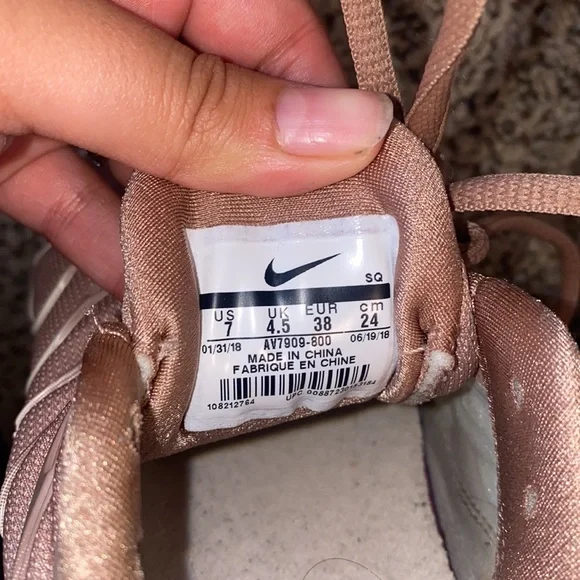 SQ
US UK EUR cm
7 4.5 38 24
01/31/18 AV7909-800 06/19/18
MADE IN CHINA
FABRIQUE EN CHINE
108212764 UPC